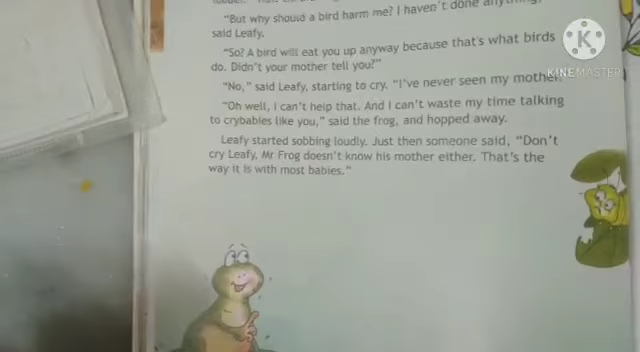 "But why should a bird harm me? I haven't done
said Leafy.
"So? A bird will eat you up anyway because that's what birds
do. Didn't your mother tell you?"
"No," said Leafy, starting to cry. "I've never seen my mother.
"Oh well, I can't help that. And I can't waste my time talking
to crybabies like you," said the frog, and hopped away.
Leafy started sobbing loudly. Just then someone said, "Don't
cry Leafy, Mr Frog doesn't know his mother either. That's the
way it is with most babies."
KINEMASTER